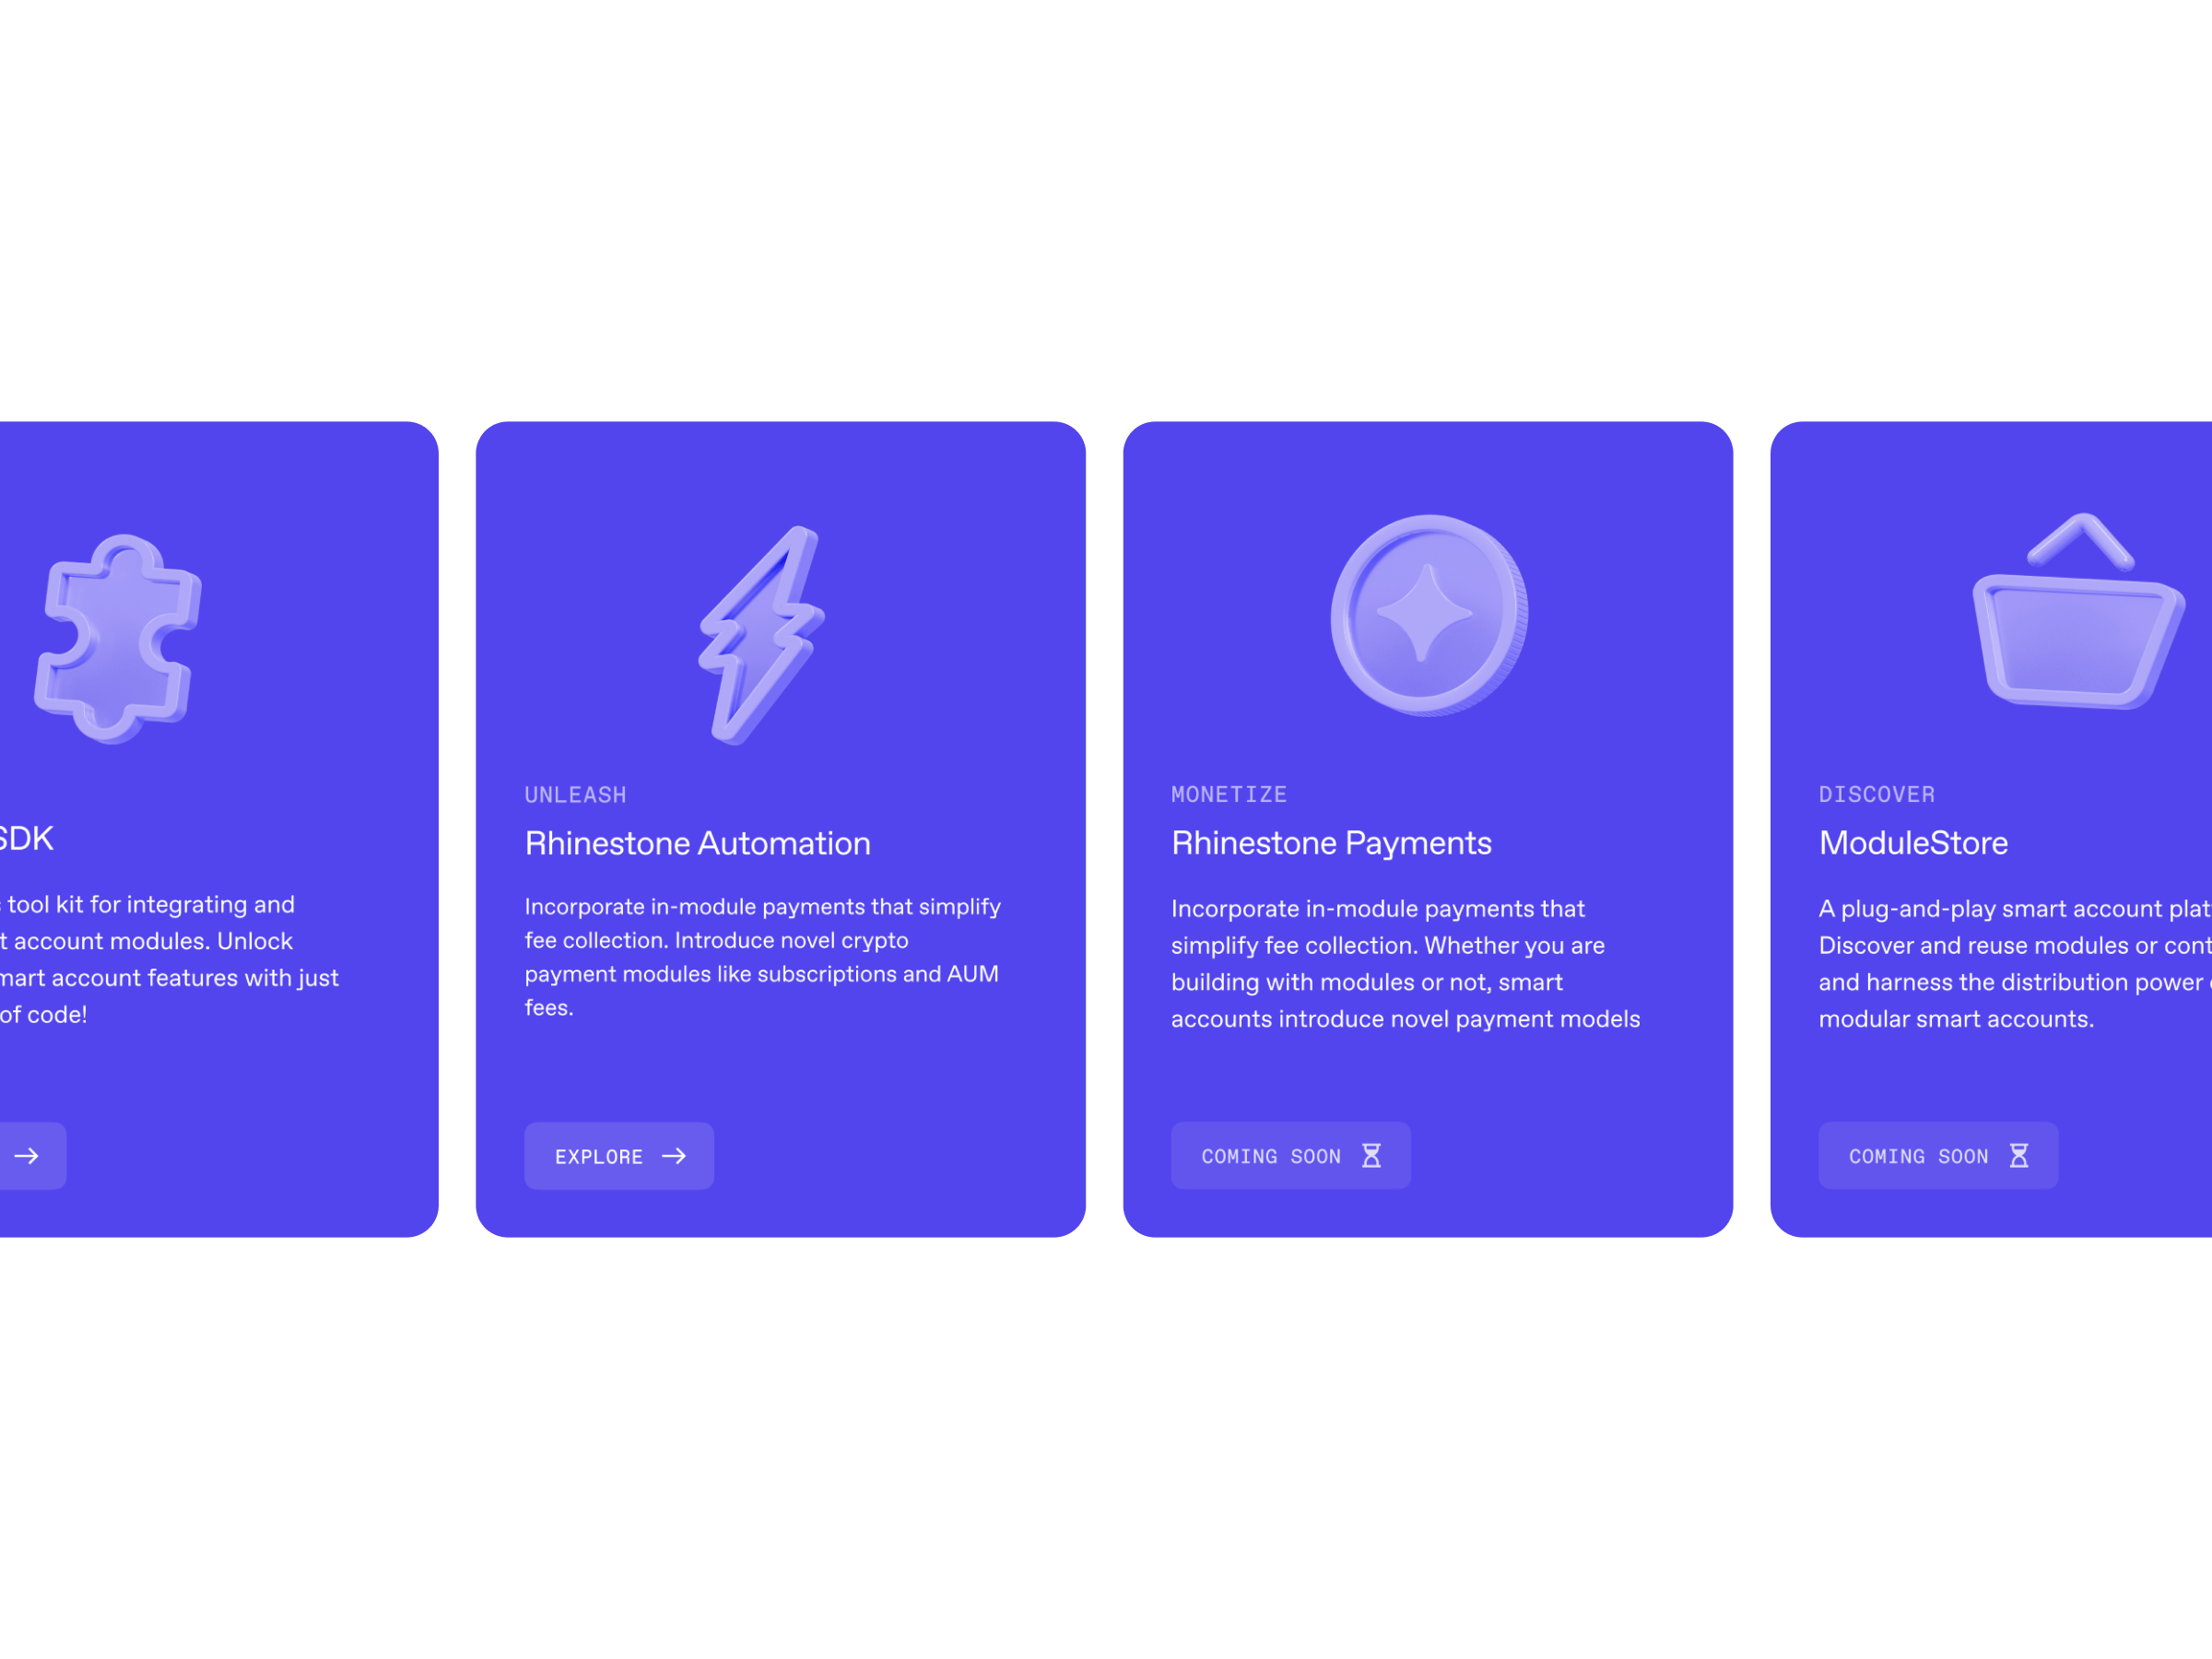 SDK
tool kit for integrating and
account modules. Unlock
smart account features with just
of code!
UNLEASH
Rhinestone Automation
Incorporate in-module payments that simplify
fee collection. Introduce novel crypto
payment modules like subscriptions and AUM
fees.
EXPLORE
MONETIZE
Rhinestone Payments
Incorporate in-module payments that
simplify fee collection. Whether you are
building with modules or not, smart
accounts introduce novel payment models
COMING SOON
DISCOVER
ModuleStore
A plug-and-play smart account
Discover and reuse modules or
and harness the distribution power
modular smart accounts.
COMING SOON